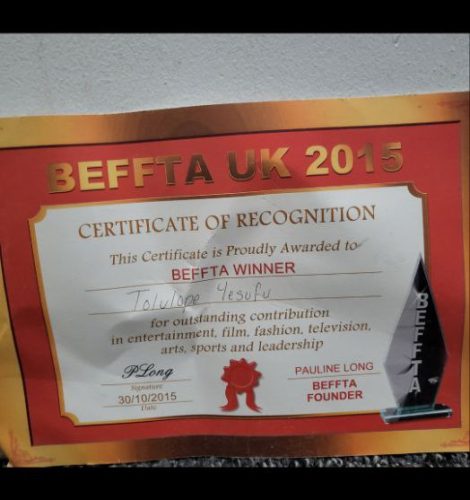 BEFFTA UK 2015
CERTIFICATE OF RECOGNITION
This Certificate is Proudly Awarded to
BEFFTA WINNER
Tolulope Yesufu
for outstanding contribution
in entertainment, film, fashion, television,
arts, sports and leadership
PLong
Signature
30/10/2015
Date
PAULINE LONG
BEFFTA
FOUNDER
BEFFTA